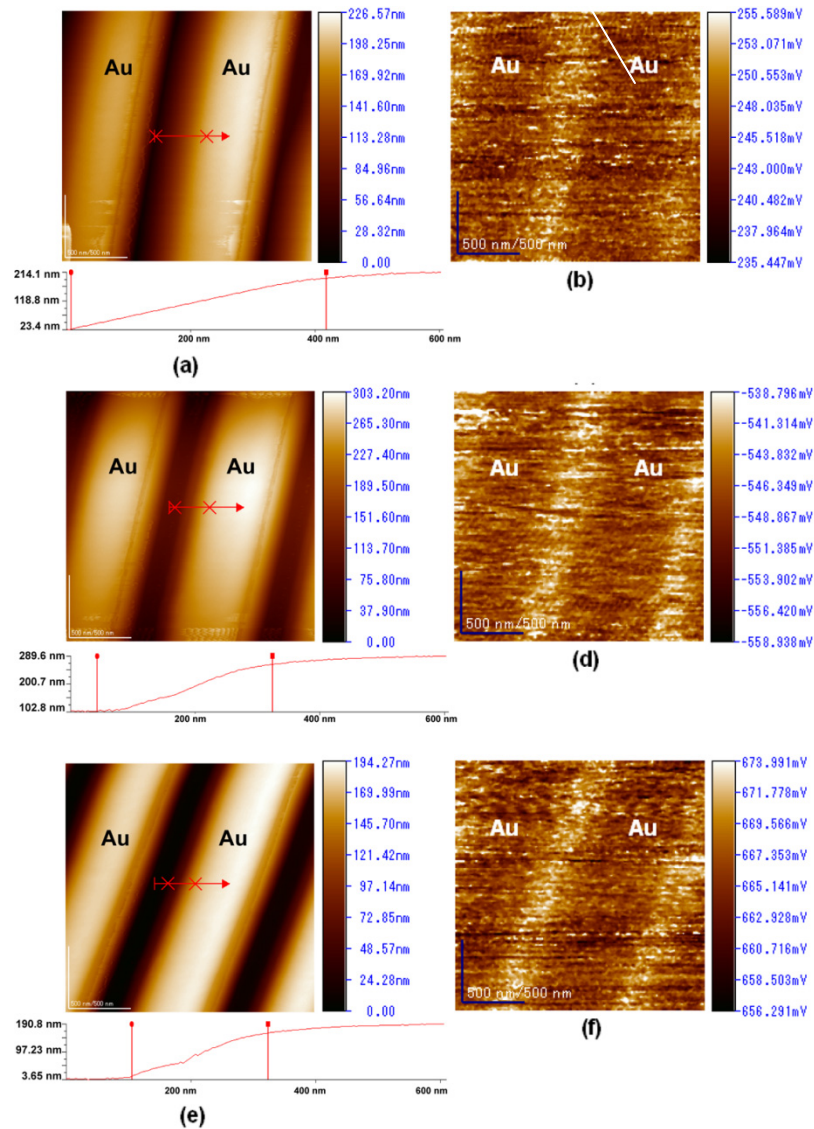 226.57nm
198.25nm
169.92nm
141.60nm
113.28nm
84.96nm
56.64nm
28.32nm
0.00
Au
Au
500 nm/500 nm
255.589mV
253.071mV
250.553mV
248.035mV
245.518mV
243.000mV
240.482mV
237.964mV
235.447mV
Au
Au
500 nm/500 nm
(b)
214.1 nm
118.8 nm
23.4 nm
200 nm
400 nm
600 nm
(a)
303.20nm
265.30nm
227.40nm
189.50nm
151.60nm
113.70nm
75.80nm
37.90nm
0.00
Au
Au
500 nm/500 nm
-538.796mV
-541.314mV
-543.832mV
-546.349mV
-548.867mV
-551.385mV
-553.902mV
-556.420mV
-558.938mV
Au
Au
500 nm/500 nm
(d)
289.6 nm
200.7 nm
102.8 nm
200 nm
400 nm
600 nm
194.27nm
169.99nm
145.70nm
121.42nm
97.14nm
72.85nm
48.57nm
24.28nm
0.00
Au
Au
500 nm/500 nm
673.991mV
671.778mV
669.566mV
667.353mV
665.141mV
662.928mV
660.716mV
658.503mV
656.291mV
Au
Au
500 nm/500 nm
(f)
190.8 nm
97.23 nm
3.65 nm
200 nm
400 nm
600 nm
(e)